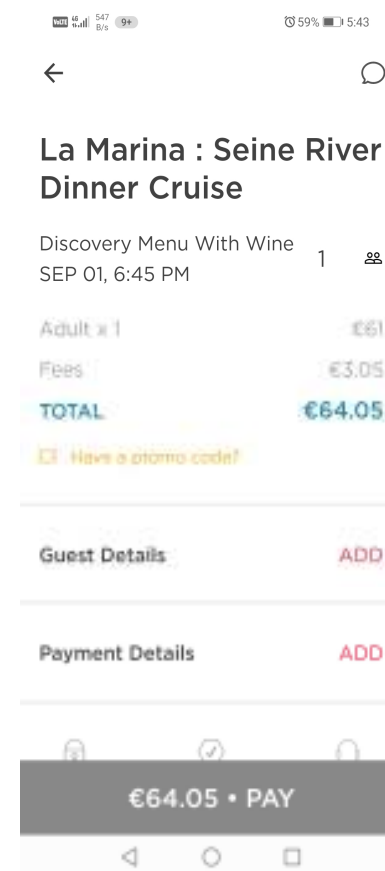 VoLTE 4G 547 B/s 9+ 59% 5:43
La Marina : Seine River
Dinner Cruise
Discovery Menu With Wine 1
SEP 01, 6:45 PM
Adult x 1 €61
Fees €3.05
TOTAL €64.05
Have a promo code?
Guest Details ADD
Payment Details ADD
€64.05 • PAY